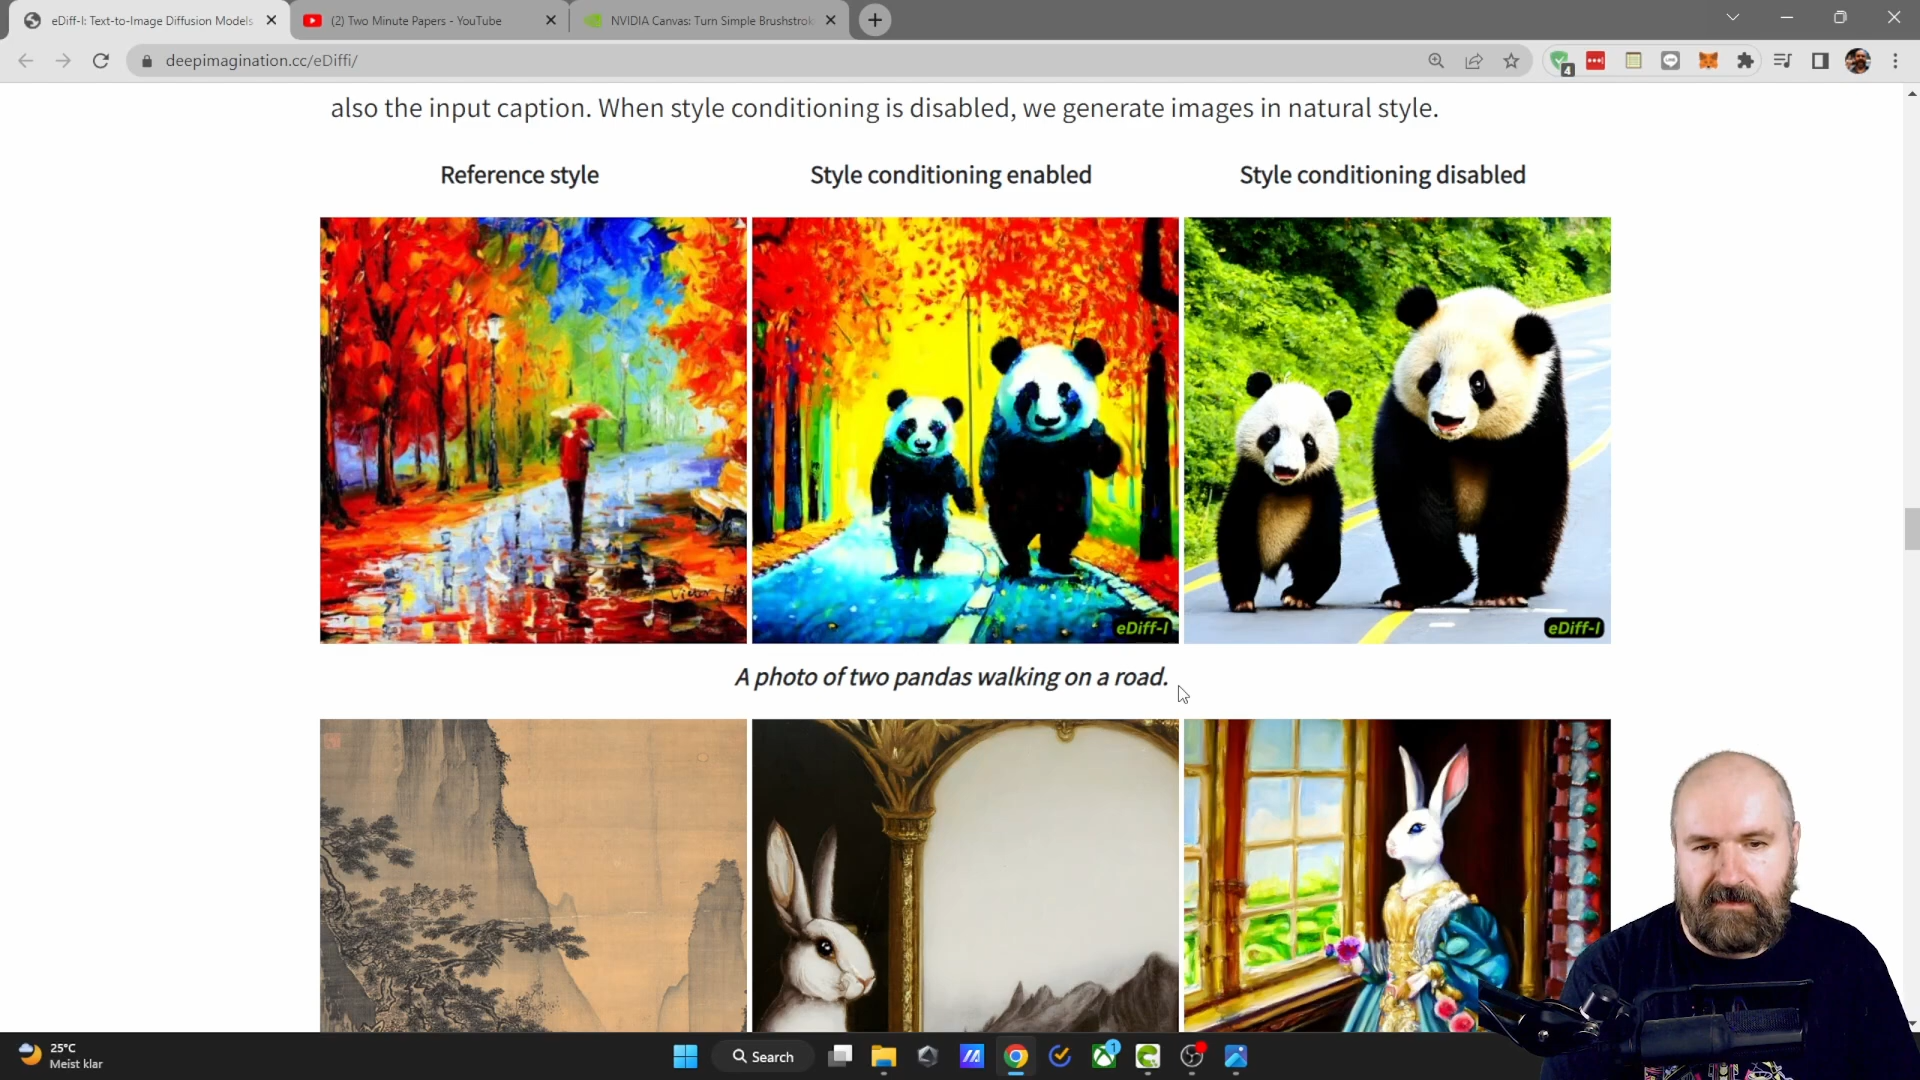 eDiff-I: Text-to-Image Diffusion Models
(2) Two Minute Papers - YouTube
NVIDIA Canvas: Turn Simple Brushstrok
deepimagination.cc/eDiffi/
4
also the input caption. When style conditioning is disabled, we generate images in natural style.
Reference style
Style conditioning enabled
Style conditioning disabled
eDiff-I
eDiff-I
A photo of two pandas walking on a road.
25°C
Meist klar
Search
1